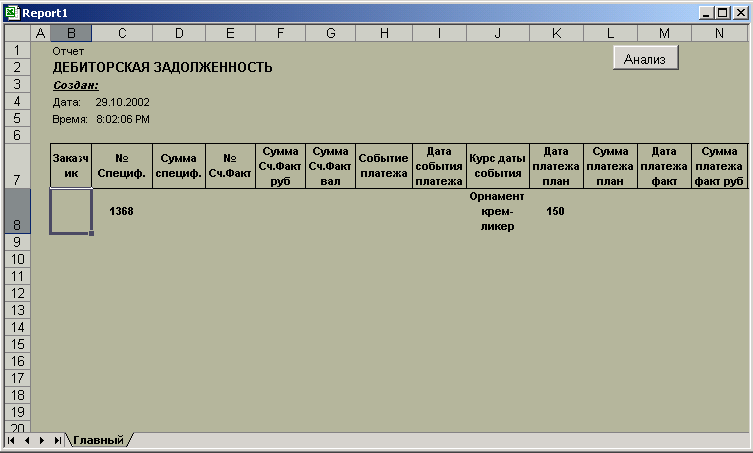 Report1
A B C D E F G H I J K L M N
1 Отчет
Анализ
2 ДЕБИТОРСКАЯ ЗАДОЛЖЕННОСТЬ
3 Создан:
4 Дата: 29.10.2002
5 Время: 8:02:06 PM
6
7 Заказчик № Специф. Сумма специф. № Сч.Факт Сумма Сч.Факт руб Сумма Сч.Факт вал Событие платежа Дата события платежа Курс даты события Дата платежа план Сумма платежа план Дата платежа факт Сумма платежа факт руб
8 1368 Орнамент крем-ликер 150
9
10
11
12
13
14
15
16
17
18
19
20
Главный